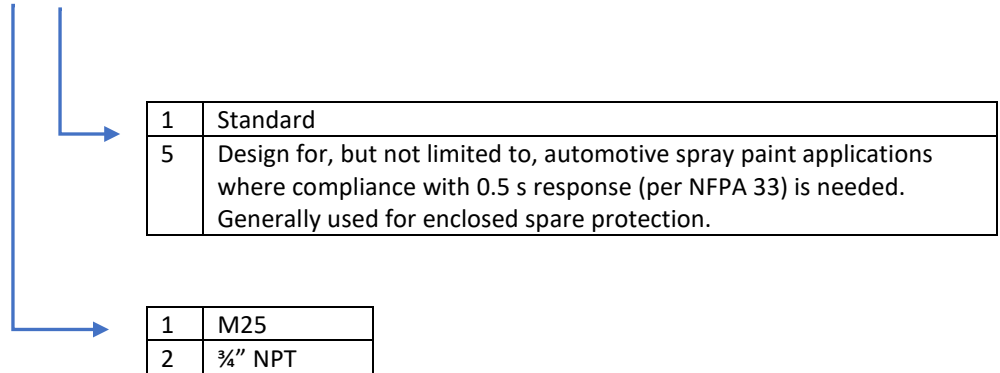 1 Standard
5 Design for, but not limited to, automotive spray paint applications
where compliance with 0.5 s response (per NFPA 33) is needed.
Generally used for enclosed spare protection.
1 M25
2 ¾” NPT